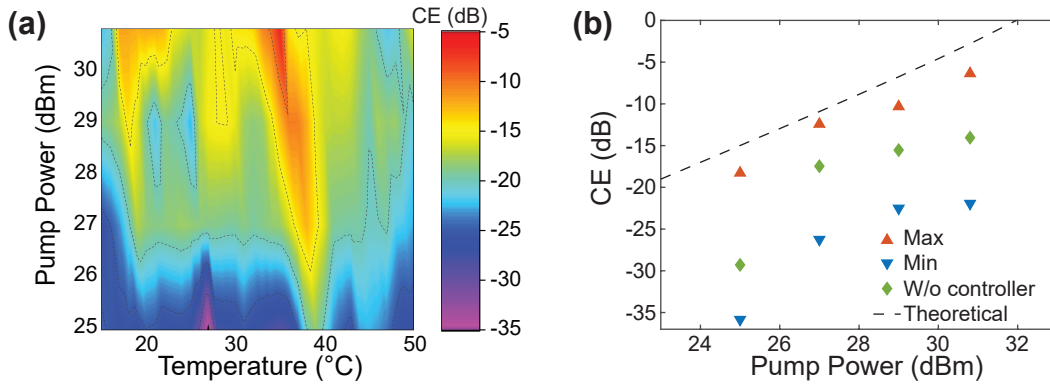 (a)
CE (dB)
Pump Power (dBm)
30
29
28
27
26
25
20
30
40
50
Temperature (°C)
-5
-10
-15
-20
-25
-30
-35
(b)
CE (dB)
0
-5
-10
-15
-20
-25
-30
-35
24
26
28
30
32
Pump Power (dBm)
Max
Min
W/o controller
Theoretical